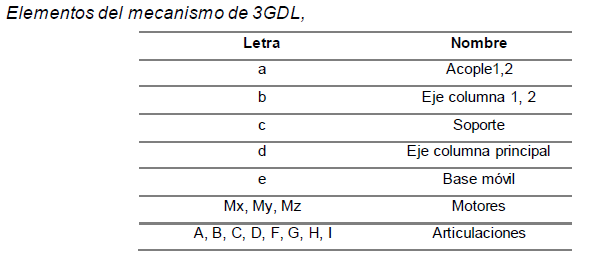 Elementos del mecanismo de 3GDL,
Letra Nombre
a Acople1,2
b Eje columna 1, 2
c Soporte
d Eje columna principal
e Base móvil
Mx, My, Mz Motores
A, B, C, D, F, G, H, I Articulaciones